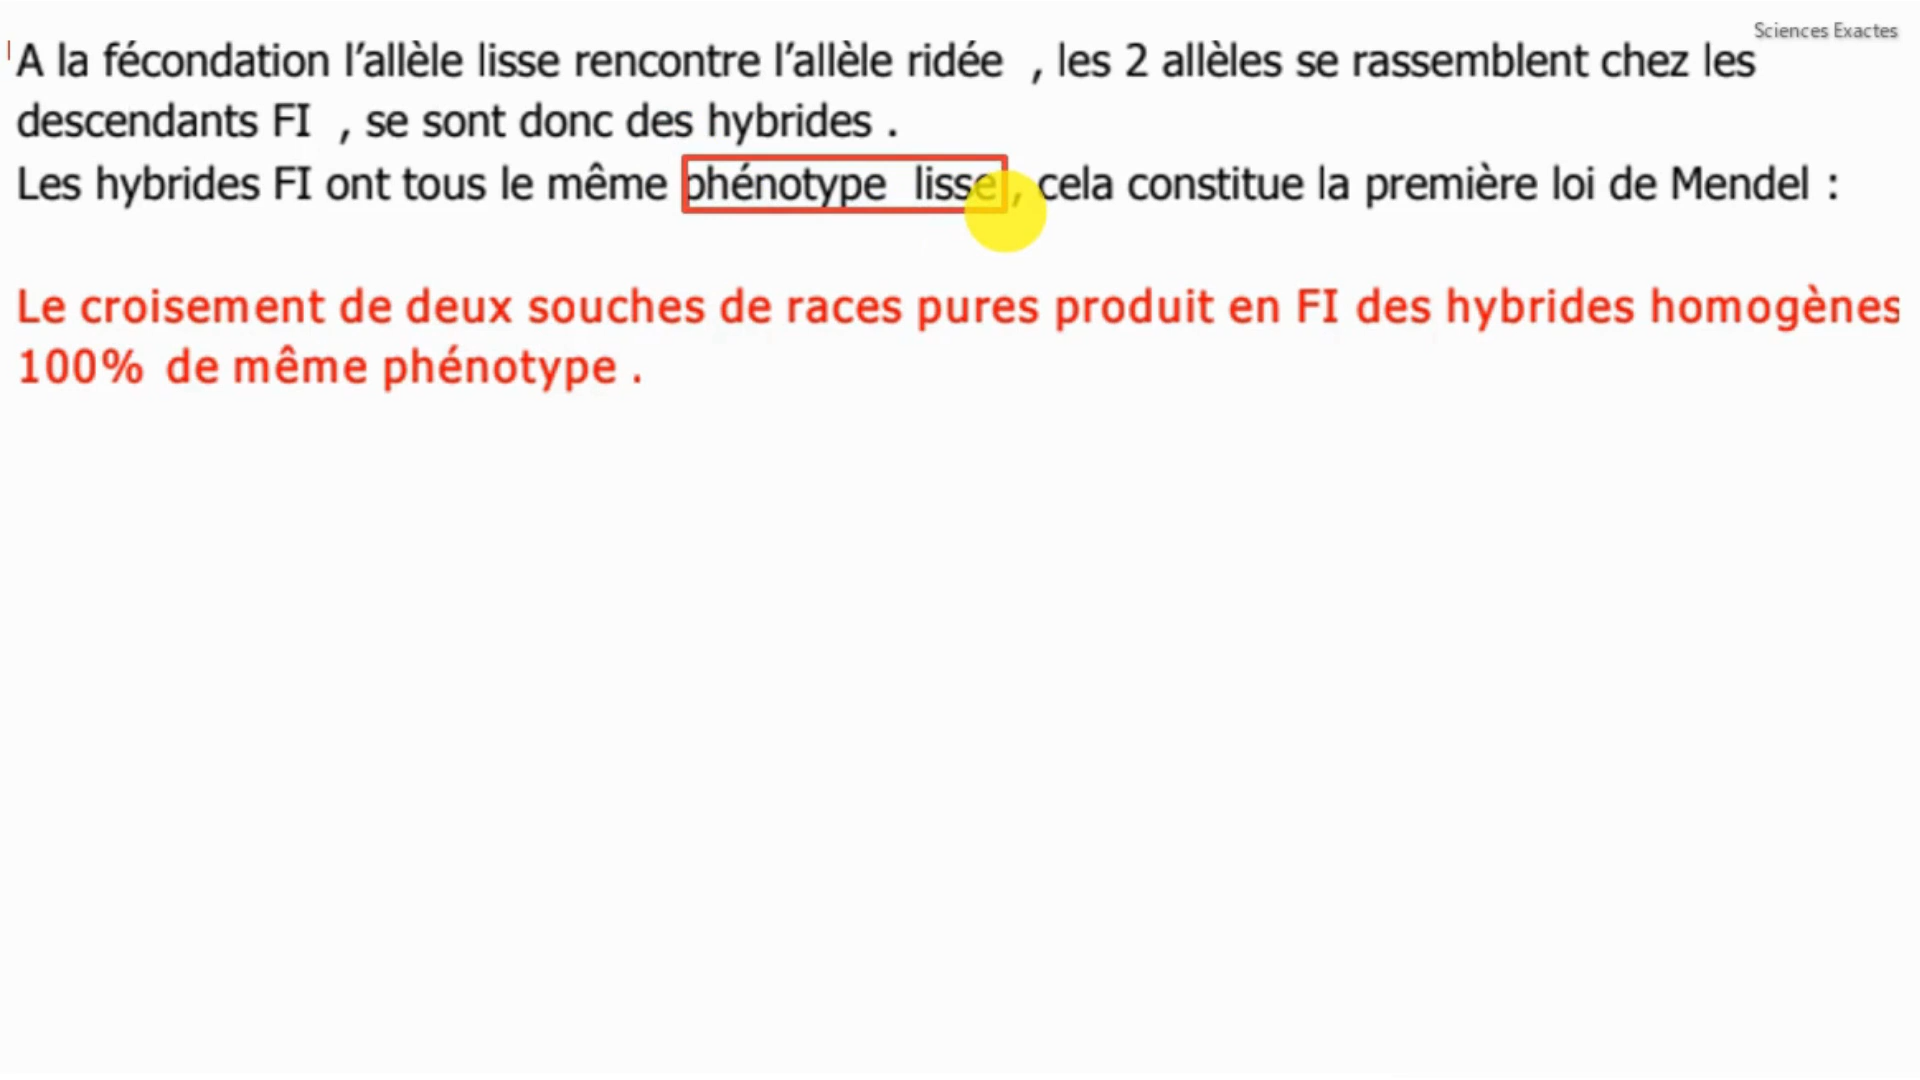 Sciences Exactes
A la fécondation l’allèle lisse rencontre l’allèle ridée , les 2 allèles se rassemblent chez les
descendants FI , se sont donc des hybrides .
Les hybrides FI ont tous le même phénotype lisse , cela constitue la première loi de Mendel :
Le croisement de deux souches de races pures produit en FI des hybrides homogènes
100% de même phénotype .